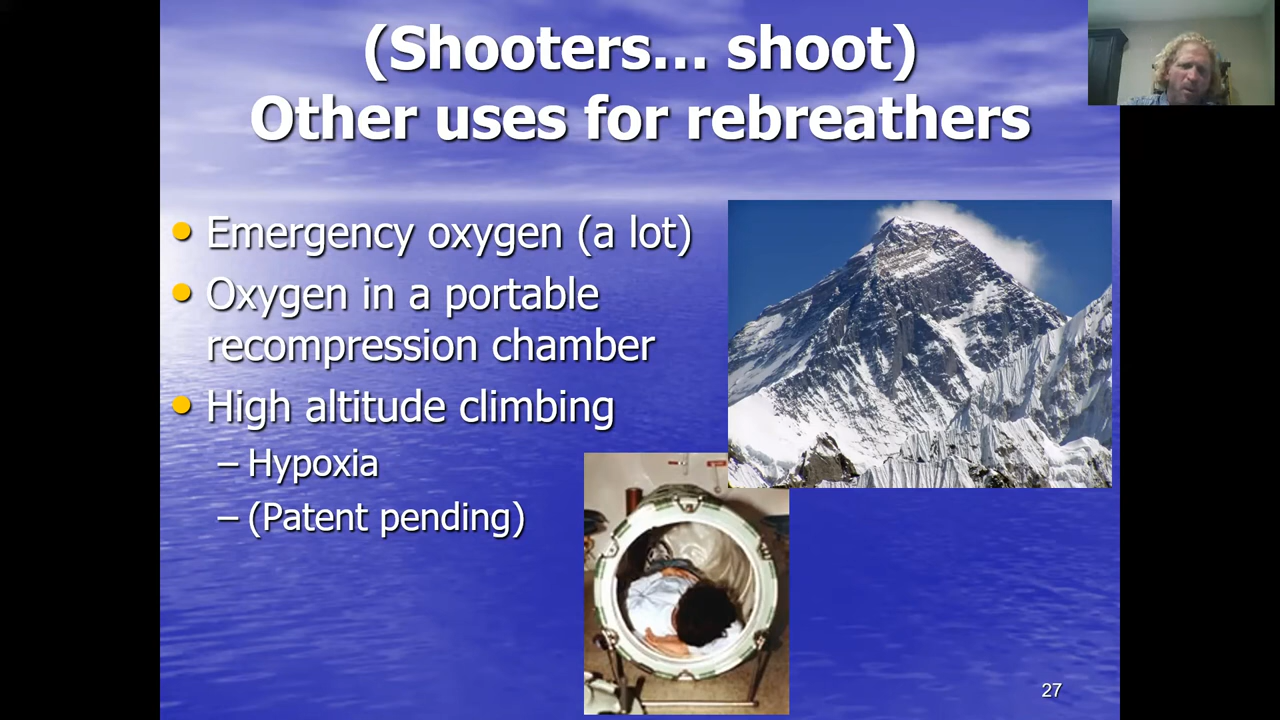 (Shooters… shoot)
Other uses for rebreathers
• Emergency oxygen (a lot)
• Oxygen in a portable
recompression chamber
• High altitude climbing
– Hypoxia
– (Patent pending)
27